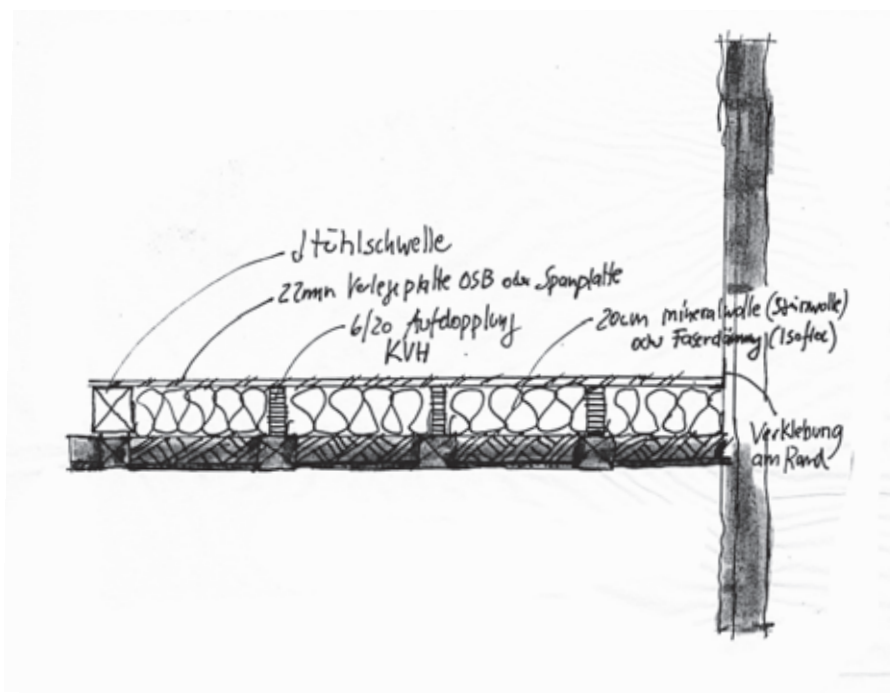 Stuhlschwelle
22mm Verlegeplatte OSB oder Spanplatte
6/20 Aufdopplung
KVH
20cm mineralwolle (Steinwolle)
oder Faserdämmung (Isofloc)
Verklebung
am Rand